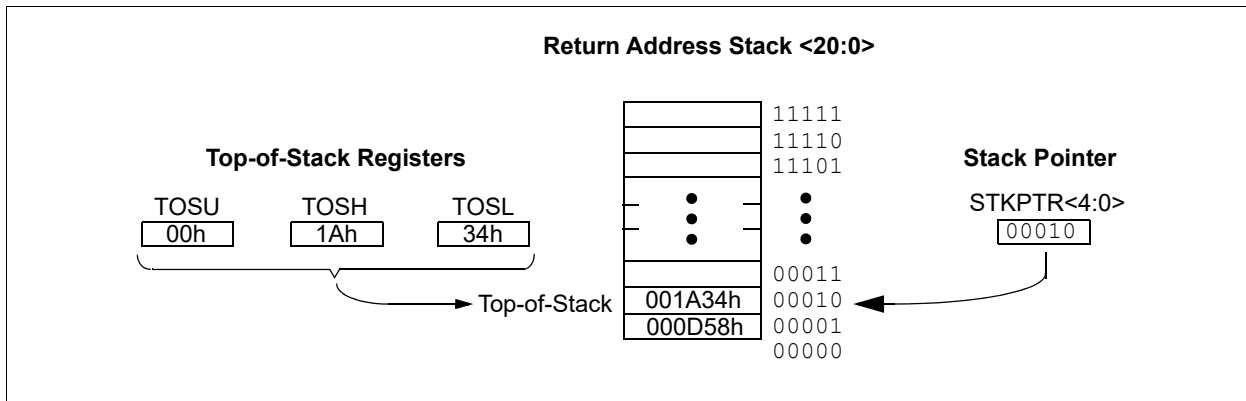 Return Address Stack <20:0>
11111
11110
11101
Top-of-Stack Registers
Stack Pointer
TOSU TOSH TOSL
STKPTR<4:0>
00h 1Ah 34h
00010
00011
Top-of-Stack 001A34h 00010
000D58h 00001
00000